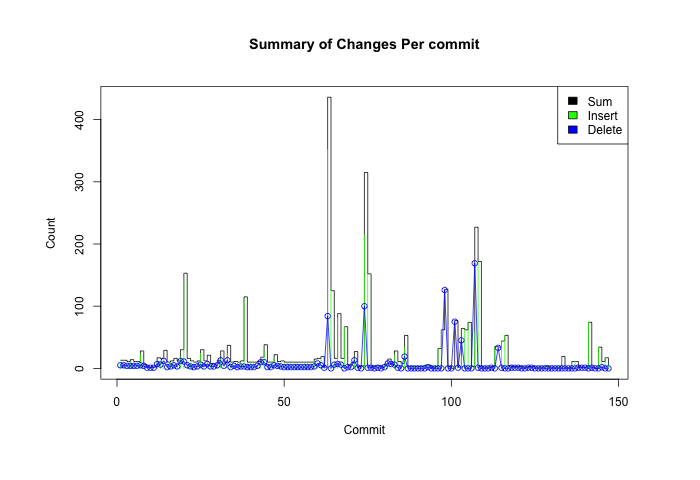 Summary of Changes Per commit
Sum
Insert
Delete
Count
400
300
200
100
0
0 50 100 150
Commit